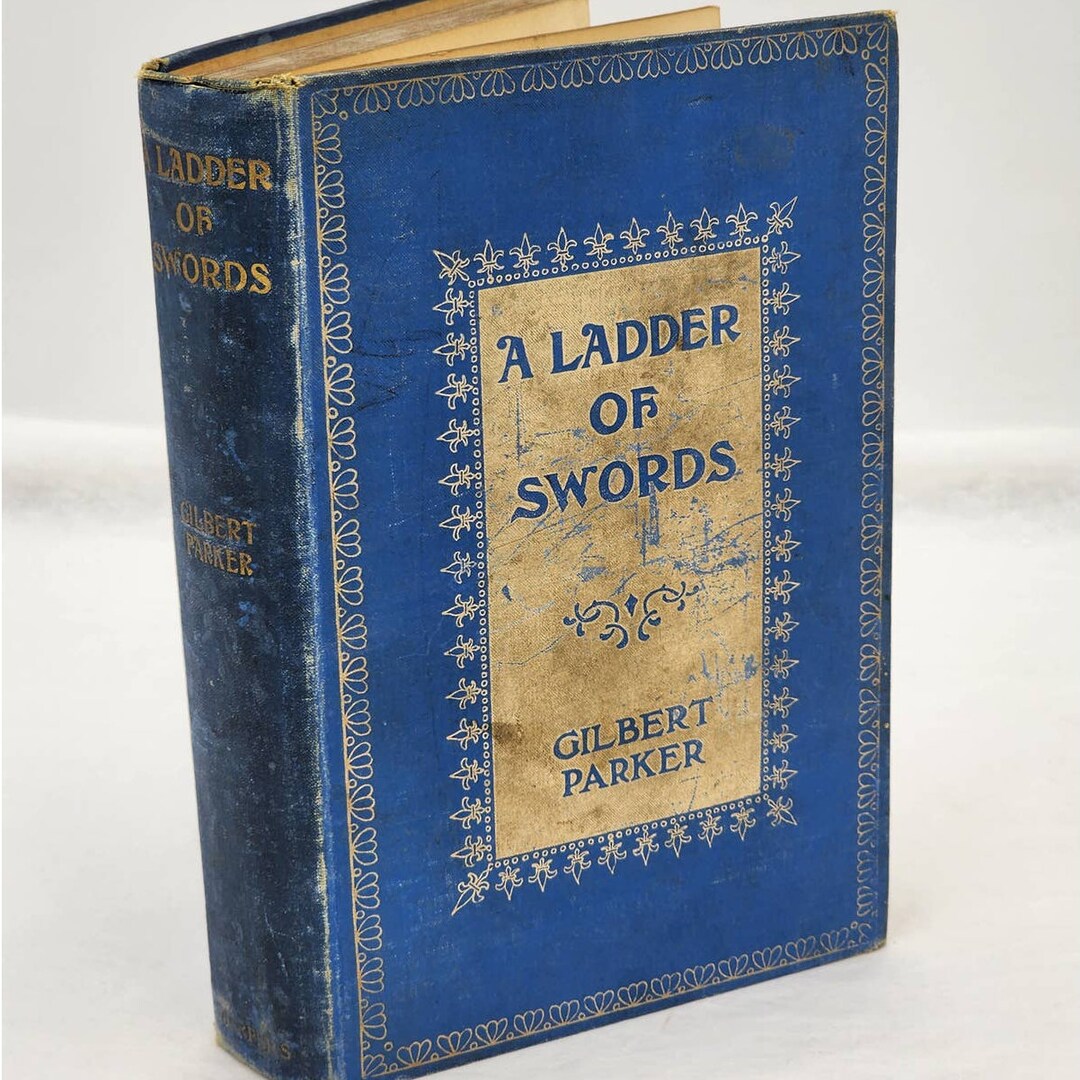 A LADDER
OF
SWORDS
GILBERT
PARKER
A LADDER
OF
SWORDS
GILBERT
PARKER